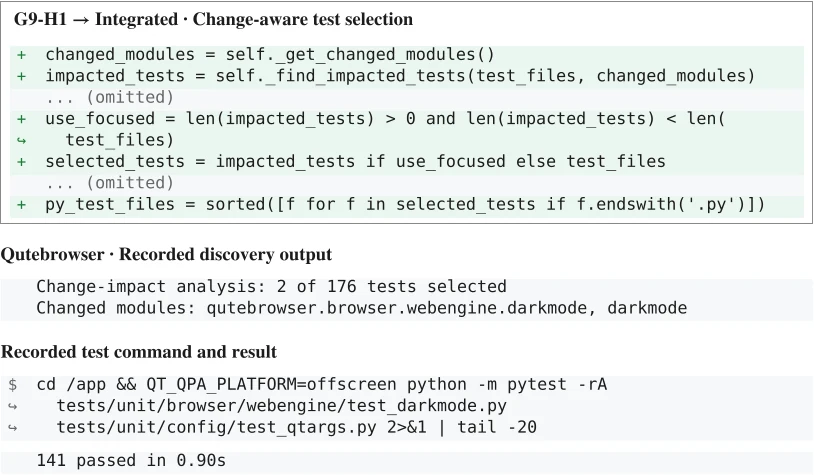 G9-H1 → Integrated · Change-aware test selection
+ changed_modules = self._get_changed_modules()
+ impacted_tests = self._find_impacted_tests(test_files, changed_modules)
... (omitted)
+ use_focused = len(impacted_tests) > 0 and len(impacted_tests) < len(
↪ test_files)
+ selected_tests = impacted_tests if use_focused else test_files
... (omitted)
+ py_test_files = sorted([f for f in selected_tests if f.endswith('.py')])
Qutebrowser · Recorded discovery output
Change-impact analysis: 2 of 176 tests selected
Changed modules: qutebrowser.browser.webengine.darkmode, darkmode
Recorded test command and result
$ cd /app && QT_QPA_PLATFORM=offscreen python -m pytest -rA
↪ tests/unit/browser/webengine/test_darkmode.py
↪ tests/unit/config/test_qtargs.py 2>&1 | tail -20
141 passed in 0.90s